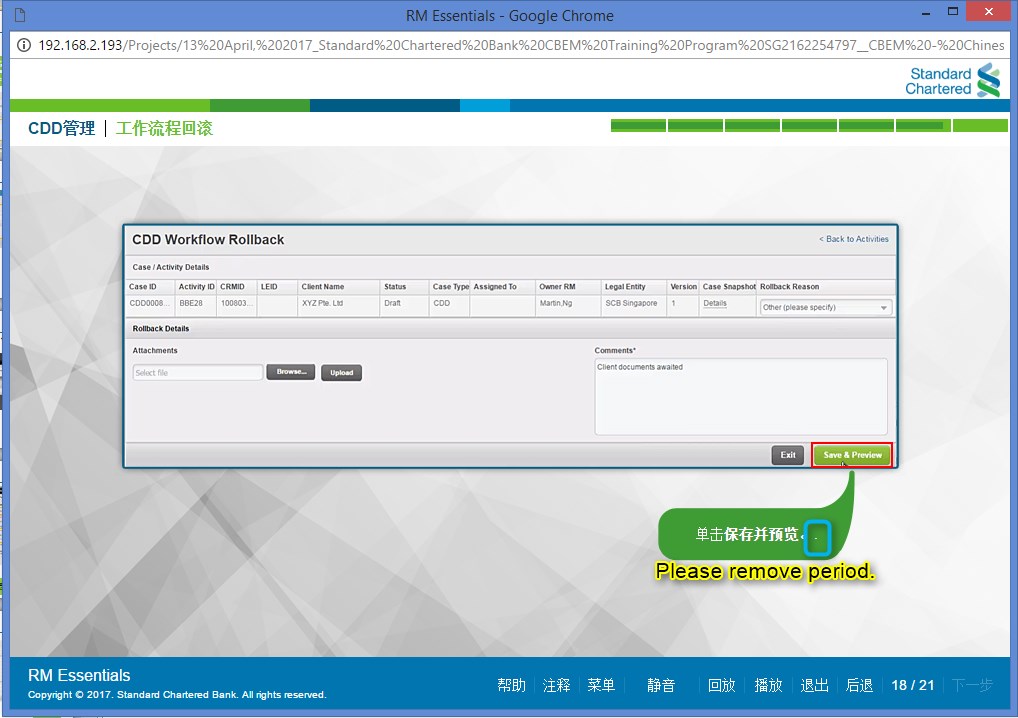 RM Essentials - Google Chrome
192.168.2.193/Projects/13%20April,%202017_Standard%20Chartered%20Bank%20CBEM%20Training%20Program%20SG2162254797__CBEM%20-%20Chines
Standard
Chartered
CDD管理 | 工作流程回滚
CDD Workflow Rollback
< Back to Activities
Case / Activity Details
Case ID Activity ID CRMID LEID Client Name Status Case Type Assigned To Owner RM Legal Entity Version Case Snapshot Rollback Reason
CDD0008... BBE28 100803... XYZ Pte. Ltd Draft CDD Martin,Ng SCB Singapore 1 Details Other (please specify)
Rollback Details
Attachments
Comments*
Select file Browse... Upload
Client documents awaited
Exit Save & Preview
单击保存并预览。.
Please remove period.
RM Essentials
Copyright © 2017. Standard Chartered Bank. All rights reserved.
帮助 注释 菜单 静音 回放 播放 退出 后退 18 / 21 下一步